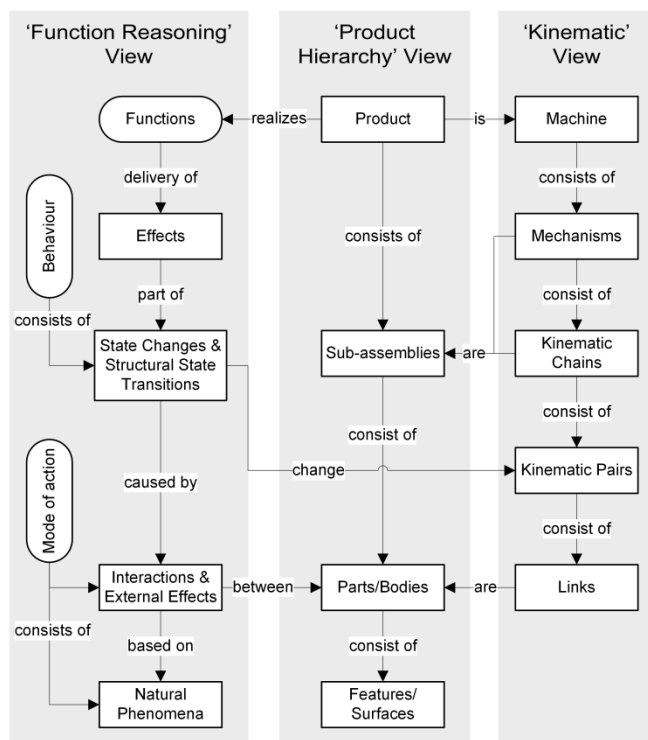 'Function Reasoning' View
'Product Hierarchy' View
'Kinematic' View
Functions
realizes
Product
is
Machine
delivery of
consists of
Behaviour
Effects
consists of
Mechanisms
part of
consist of
consists of
State Changes &
Structural State
Transitions
Sub-assemblies
are
Kinematic
Chains
consist of
consist of
Mode of action
change
Kinematic Pairs
caused by
consist of
Interactions &
External Effects
between
Parts/Bodies
are
Links
consists of
based on
consist of
Natural
Phenomena
Features/
Surfaces